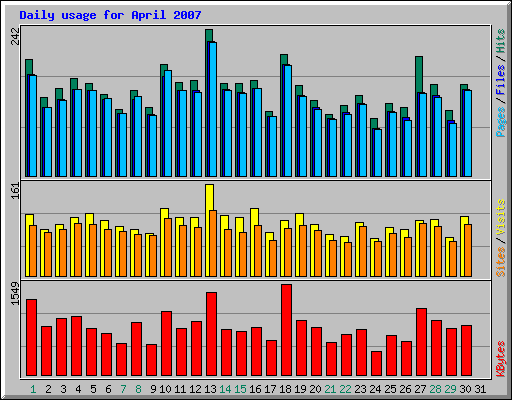 Daily usage for April 2007
242
Pages / Files / Hits
161
Sites / Visits
1549
KBytes
1 2 3 4 5 6 7 8 9 10 11 12 13 14 15 16 17 18 19 20 21 22 23 24 25 26 27 28 29 30 31